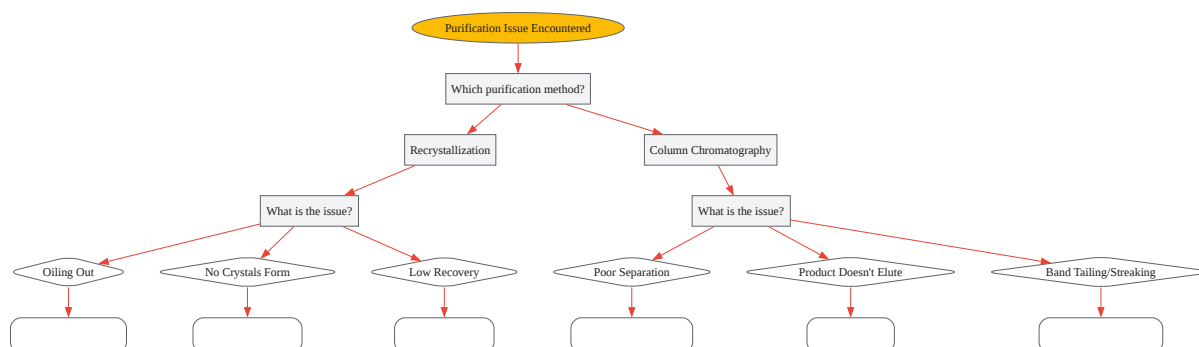 Purification Issue Encountered
Which purification method?
Recrystallization
Column Chromatography
What is the issue?
What is the issue?
Oiling Out
No Crystals Form
Low Recovery
Poor Separation
Product Doesn't Elute
Band Tailing/Streaking